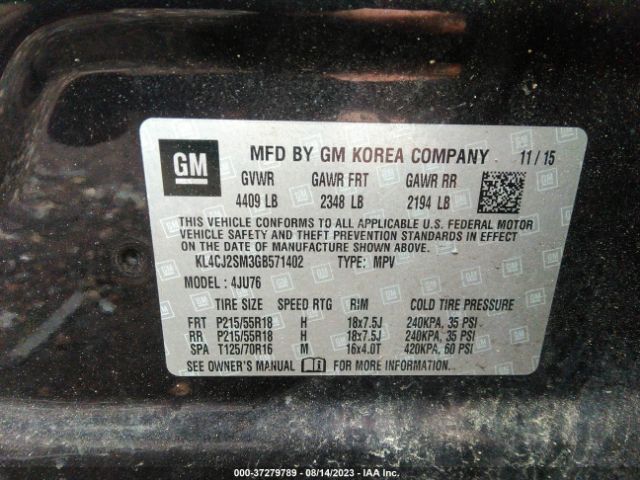 GM
MFD BY GM KOREA COMPANY 11 / 15
GVWR GAWR FRT GAWR RR
4409 LB 2348 LB 2194 LB
THIS VEHICLE CONFORMS TO ALL APPLICABLE U.S. FEDERAL MOTOR
VEHICLE SAFETY AND THEFT PREVENTION STANDARDS IN EFFECT ON
THE DATE OF MANUFACTURE SHOWN ABOVE.
KL4CJ2SM3GB571402 TYPE: MPV
MODEL : 4JU76
TIRE SIZE SPEED RTG RIM COLD TIRE PRESSURE
FRT P215/55R18 H 18x7.5J 240KPA, 35 PSI
RR P215/55R18 H 18x7.5J 240KPA, 35 PSI
SPA T125/70R16 M 16x4.0T 420KPA, 60 PSI
SEE OWNER'S MANUAL FOR MORE INFORMATION.
000-37279789 - 08/14/2023 - IAA Inc.